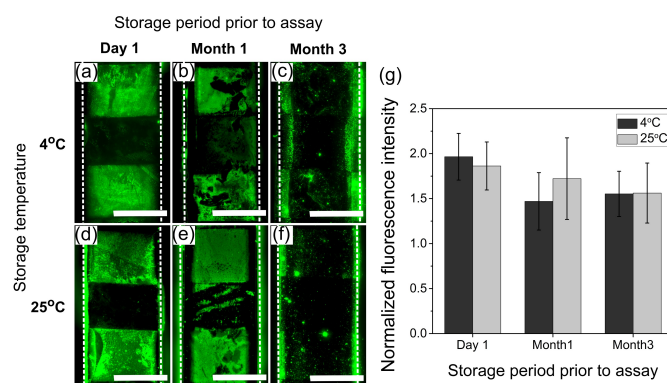 Storage period prior to assay
Day 1 Month 1 Month 3
(a) (b) (c)
(d) (e) (f)
Storage temperature
4°C
25°C
(g)
Normalized fluorescence intensity
2.5
2.0
1.5
1.0
0.5
0.0
4°C
25°C
Day 1 Month1 Month3
Storage period prior to assay